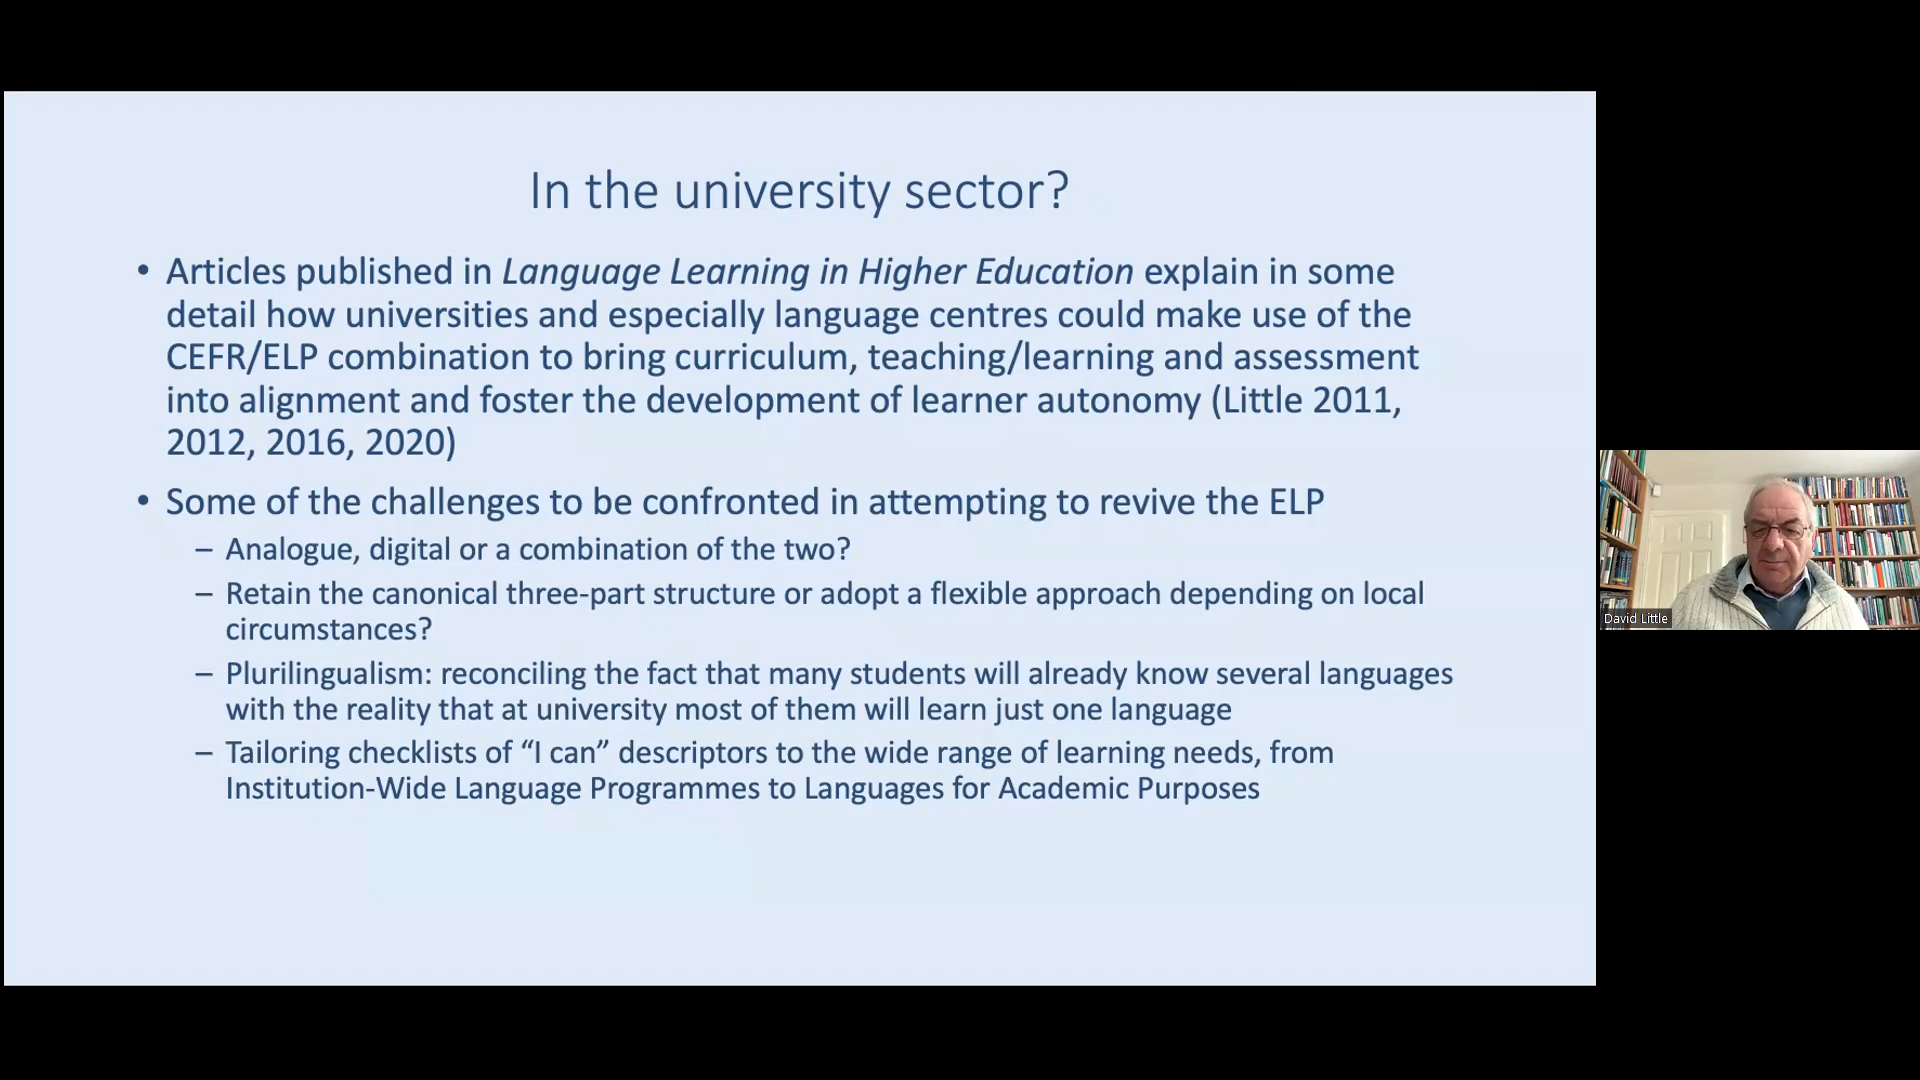 In the university sector?
• Articles published in Language Learning in Higher Education explain in some
detail how universities and especially language centres could make use of the
CEFR/ELP combination to bring curriculum, teaching/learning and assessment
into alignment and foster the development of learner autonomy (Little 2011,
2012, 2016, 2020)
• Some of the challenges to be confronted in attempting to revive the ELP
– Analogue, digital or a combination of the two?
– Retain the canonical three-part structure or adopt a flexible approach depending on local
circumstances?
– Plurilingualism: reconciling the fact that many students will already know several languages
with the reality that at university most of them will learn just one language
– Tailoring checklists of “I can” descriptors to the wide range of learning needs, from
Institution-Wide Language Programmes to Languages for Academic Purposes
David Little